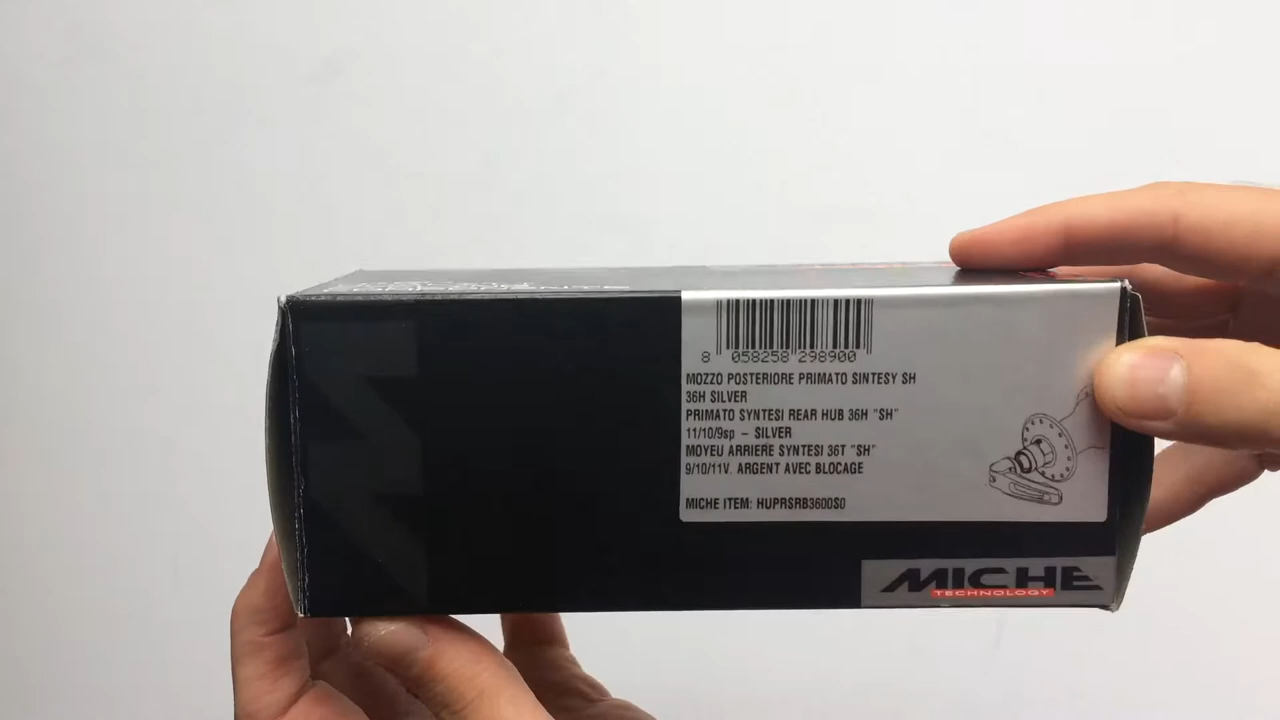 8 058258 298900
MOZZO POSTERIORE PRIMATO SINTESY SH
36H SILVER
PRIMATO SYNTESI REAR HUB 36H "SH"
11/10/9sp - SILVER
MOYEU ARRIERE SYNTESI 36T "SH"
9/10/11V. ARGENT AVEC BLOCAGE
MICHE ITEM: HUPRSRB3600S0
MICHE
TECHNOLOGY